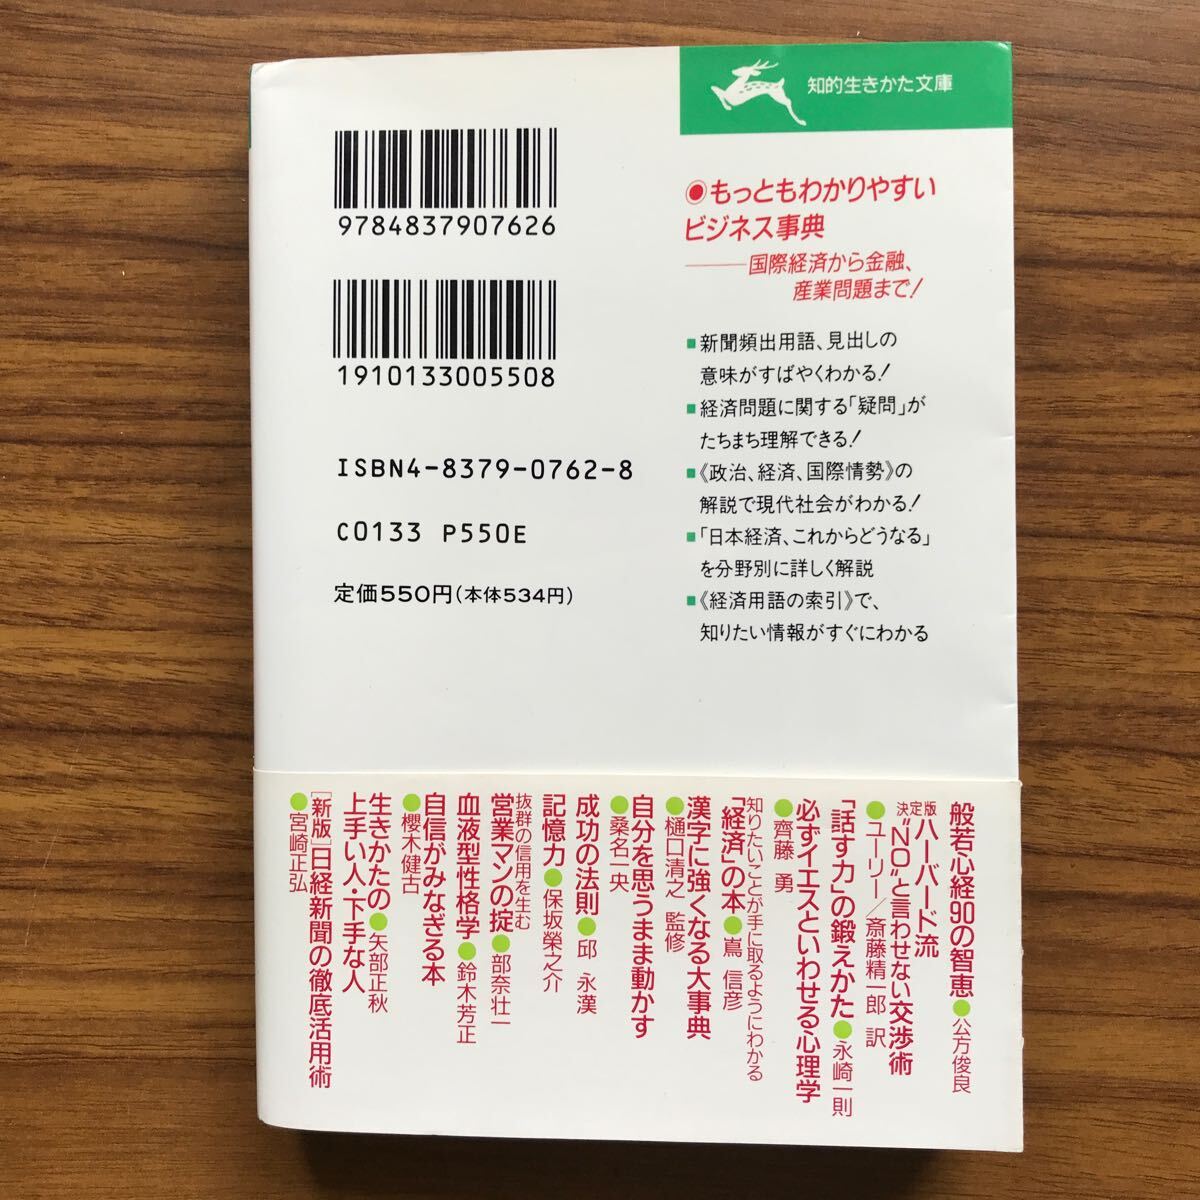 知的生きかた文庫
9784837907626
1910133005508
ISBN4-8379-0762-8
C0133 P550E
定価550円(本体534円)
◉もっともわかりやすい
ビジネス事典
――国際経済から金融、
産業問題まで!
■新聞頻出用語、見出しの
意味がすばやくわかる!
■経済問題に関する「疑問」が
たちまち理解できる!
■《政治、経済、国際情勢》の
解説で現代社会がわかる!
■「日本経済、これからどうなる」
を分野別に詳しく解説
■《経済用語の索引》で、
知りたい情報がすぐにわかる
般若心経90の智恵●公方俊良
決定版ハーバード流
"NO"と言わせない交渉術
●ユーリー/斎藤精一郎 訳
「話す力」の鍛えかた●永崎一則
必ずイエスといわせる心理学
●齊藤 勇
知りたいことが手に取るようにわかる
「経済」の本●嶌 信彦
漢字に強くなる大事典
●樋口清之 監修
自分を思うまま動かす
●桑名一央
成功の法則●邱 永漢
記憶力●保坂榮之介
抜群の信用を生む
営業マンの掟●部奈壮一
血液型性格学●鈴木芳正
自信がみなぎる本
●櫻木健古
生きかたの●矢部正秋
上手い人・下手な人
[新版]日経新聞の徹底活用術
●宮崎正弘